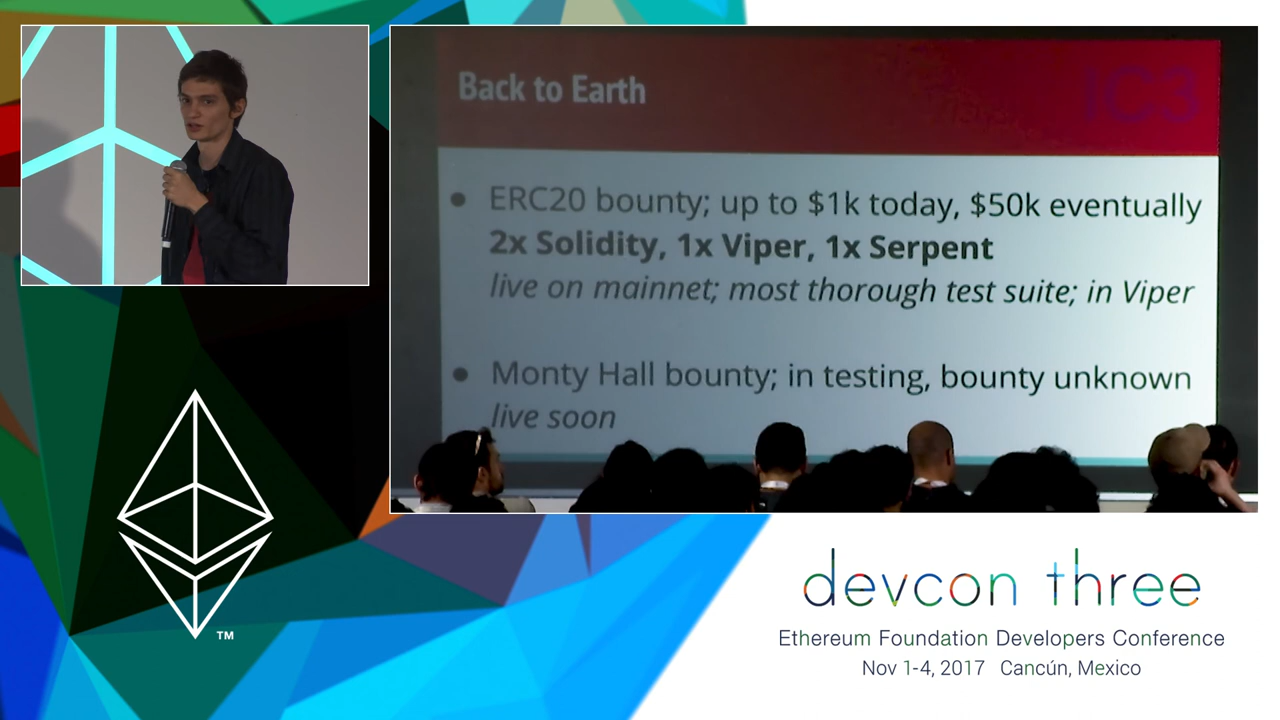 Back to Earth
IC3
● ERC20 bounty; up to $1k today, $50k eventually
2x Solidity, 1x Viper, 1x Serpent
live on mainnet; most thorough test suite; in Viper
● Monty Hall bounty; in testing, bounty unknown
live soon
TM
devcon three
Ethereum Foundation Developers Conference
Nov 1-4, 2017 Cancún, Mexico